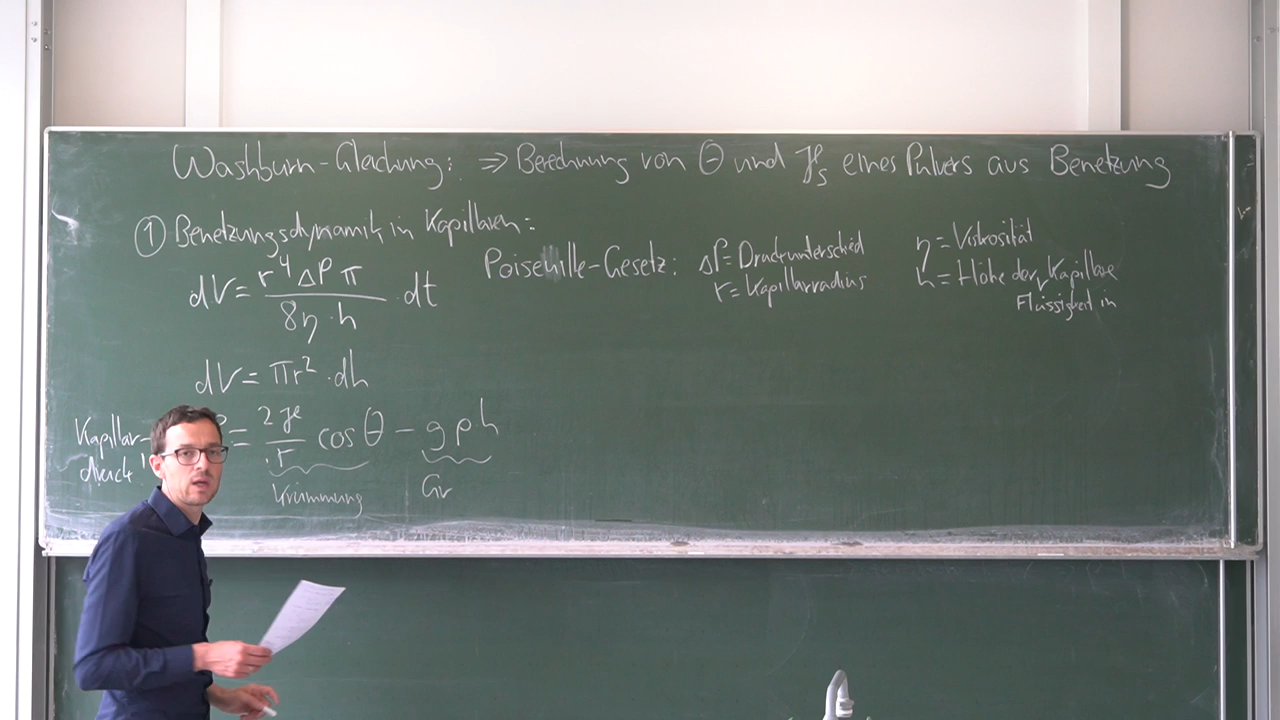 Washburn-Gleichung: ⇒ Berechnung von Θ und γs eines Pulvers aus Benetzung
① Benetzungsdynamik in Kapillaren:
Poiseuille-Gesetz: ΔP = Druckunterschied
r = Kapillarradius
η = Viskosität
h = Höhe der Kapillare
Flüssigkeit in
dV = r⁴ ΔP π / 8η · h · dt
dV = πr² · dh
Kapillar-
druck!
P = 2γ / r cos Θ − g ρ h
Krümmung
Gr